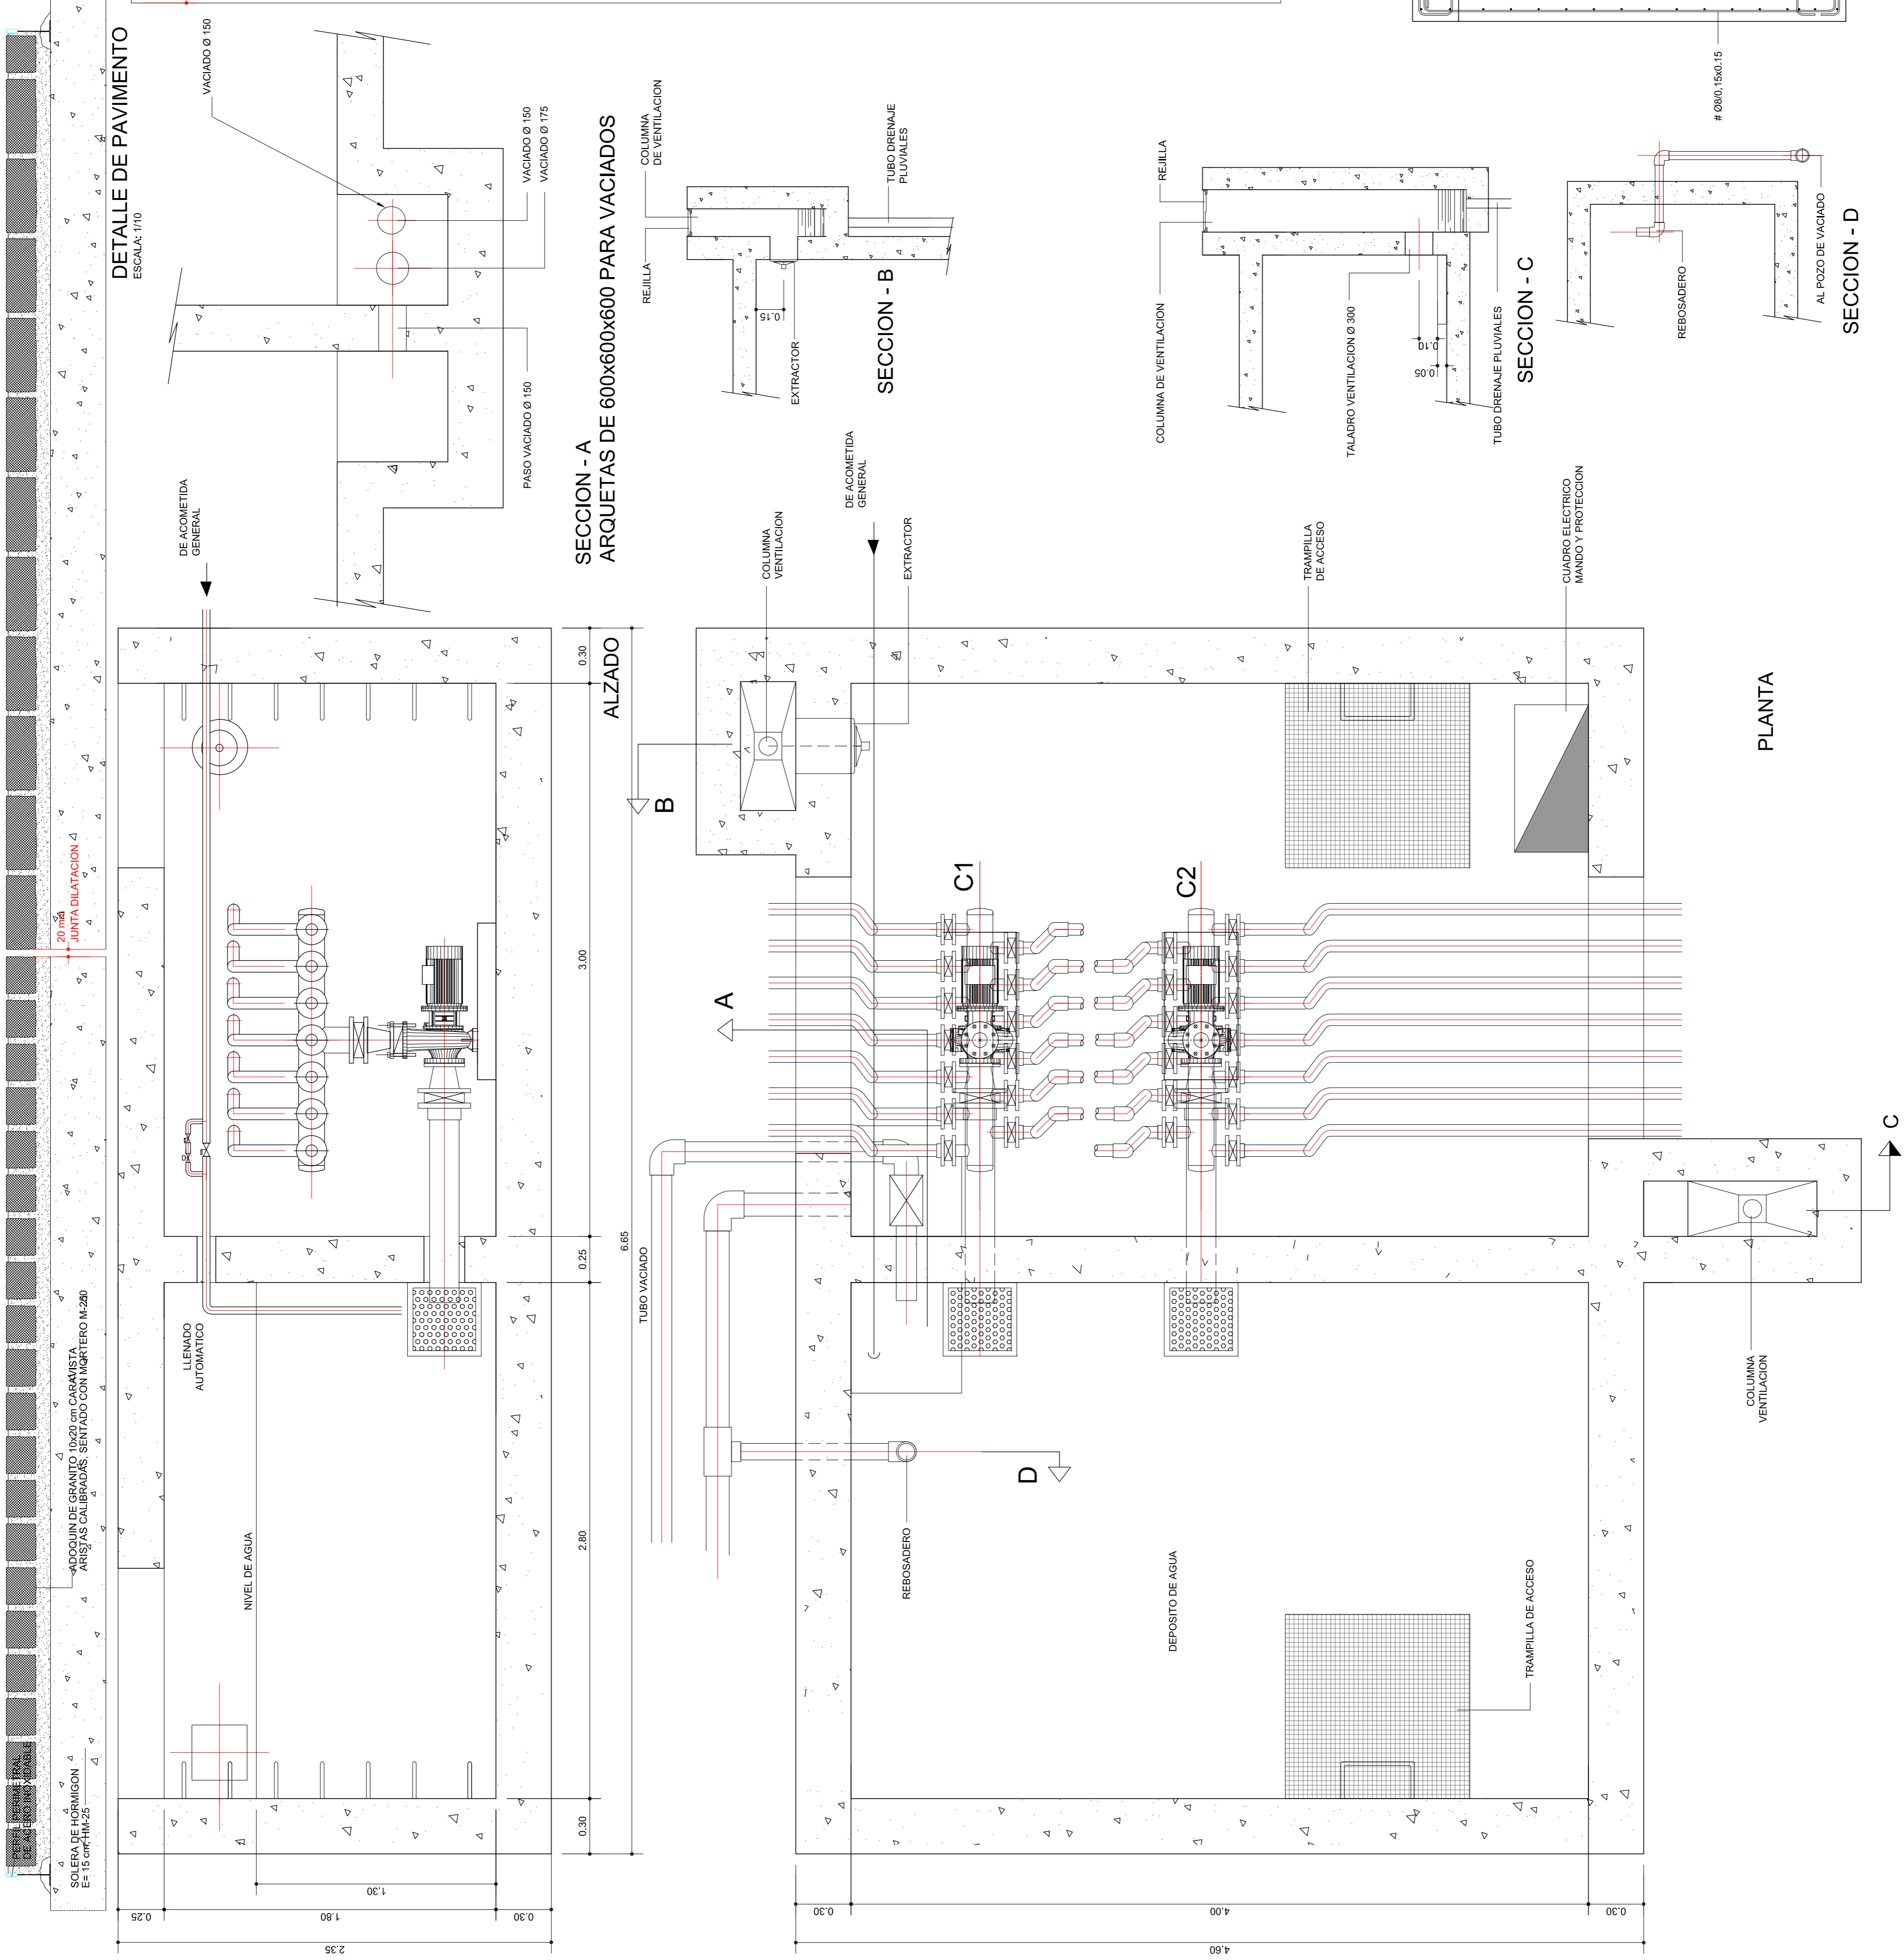 DETALLE DE PAVIMENTO
ESCALA: 1/10
PERFIL PERIMETRAL
DE ACERO INOXIDABLE
SOLERA DE HORMIGON
E= 15 cm, HM-25
ADOQUIN DE GRANITO 10x20 cm CARAVISTA
ARISTAS CALIBRADAS, SENTADO CON MORTERO M-250
20 mm
JUNTA DILATACION
VACIADO Ø 150
VACIADO Ø 150
VACIADO Ø 175
PASO VACIADO Ø 150
SECCION - A
ARQUETAS DE 600x600x600 PARA VACIADOS
DE ACOMETIDA
GENERAL
LLENADO
AUTOMATICO
NIVEL DE AGUA
0.25
1.80
1.30
0.30
2.35
0.30
2.80
0.25
3.00
0.30
6.65
ALZADO
REJILLA
COLUMNA
DE VENTILACION
TUBO DRENAJE
PLUVIALES
0.15
EXTRACTOR
SECCION - B
COLUMNA DE VENTILACION
REJILLA
TALADRO VENTILACION Ø 300
0.10
0.05
TUBO DRENAJE PLUVIALES
SECCION - C
REBOSADERO
AL POZO DE VACIADO
SECCION - D
# Ø8/0,15x0.15
TUBO VACIADO
B
A
COLUMNA
VENTILACION
DE ACOMETIDA
GENERAL
EXTRACTOR
C1
C2
D
REBOSADERO
DEPOSITO DE AGUA
TRAMPILLA
DE ACCESO
TRAMPILLA DE ACCESO
CUADRO ELECTRICO
MANDO Y PROTECCION
COLUMNA
VENTILACION
C
0.30
4.00
0.30
4.60
PLANTA